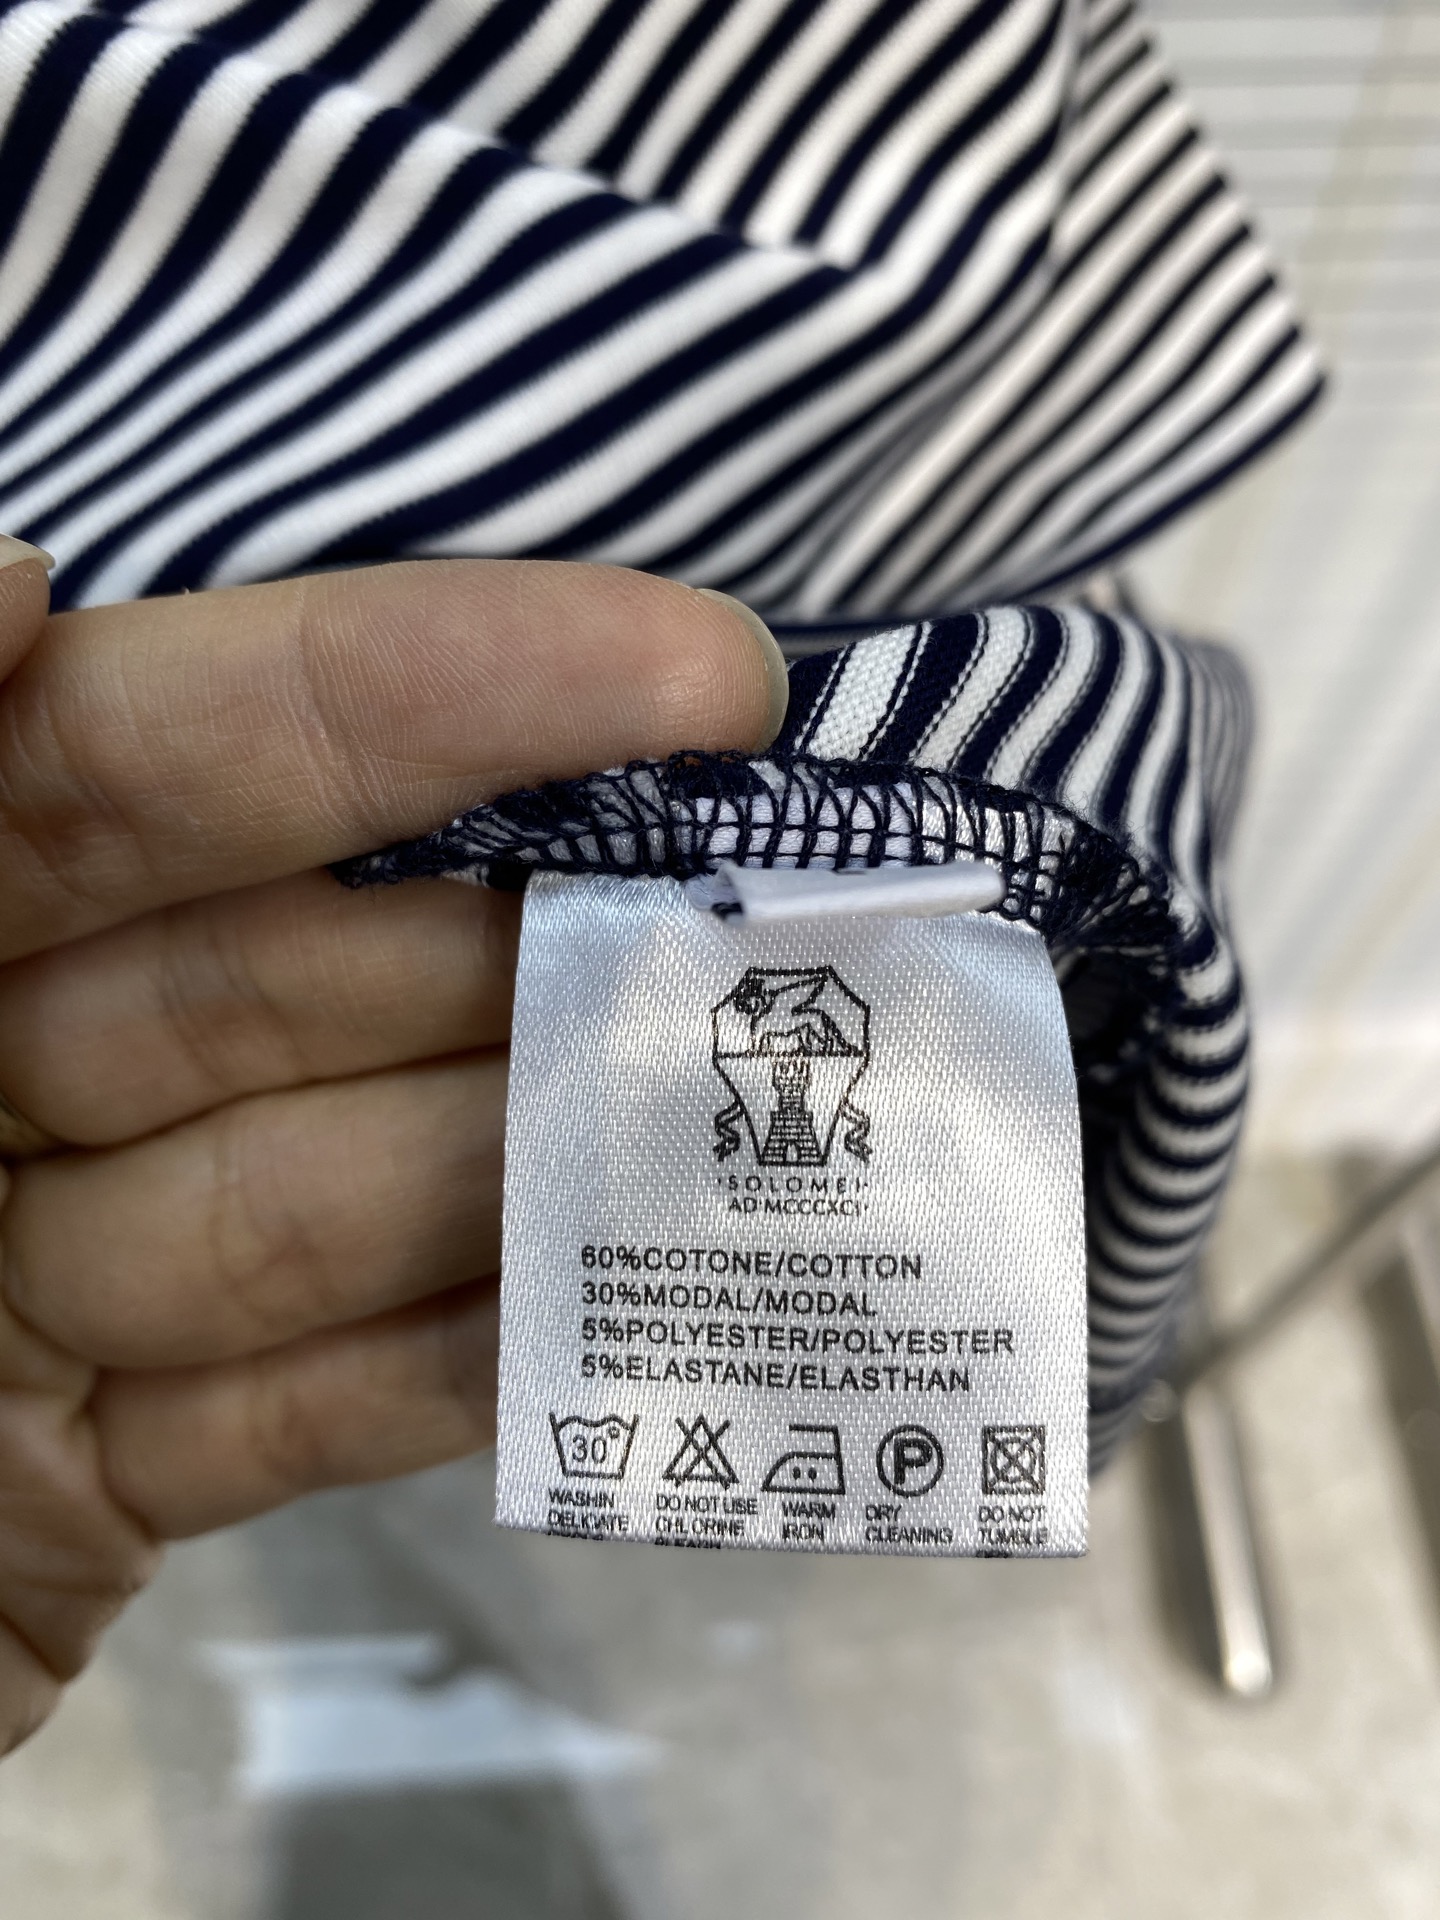 ·SOLOMEI·
AD·MCCCXCI·
60%COTONE/COTTON
30%MODAL/MODAL
5%POLYESTER/POLYESTER
5%ELASTANE/ELASTHAN
30°
P
WASHIN DELICATE
DO NOT USE CHLORINE
WARM IRON
DRY CLEANING
DO NOT TUMBLE